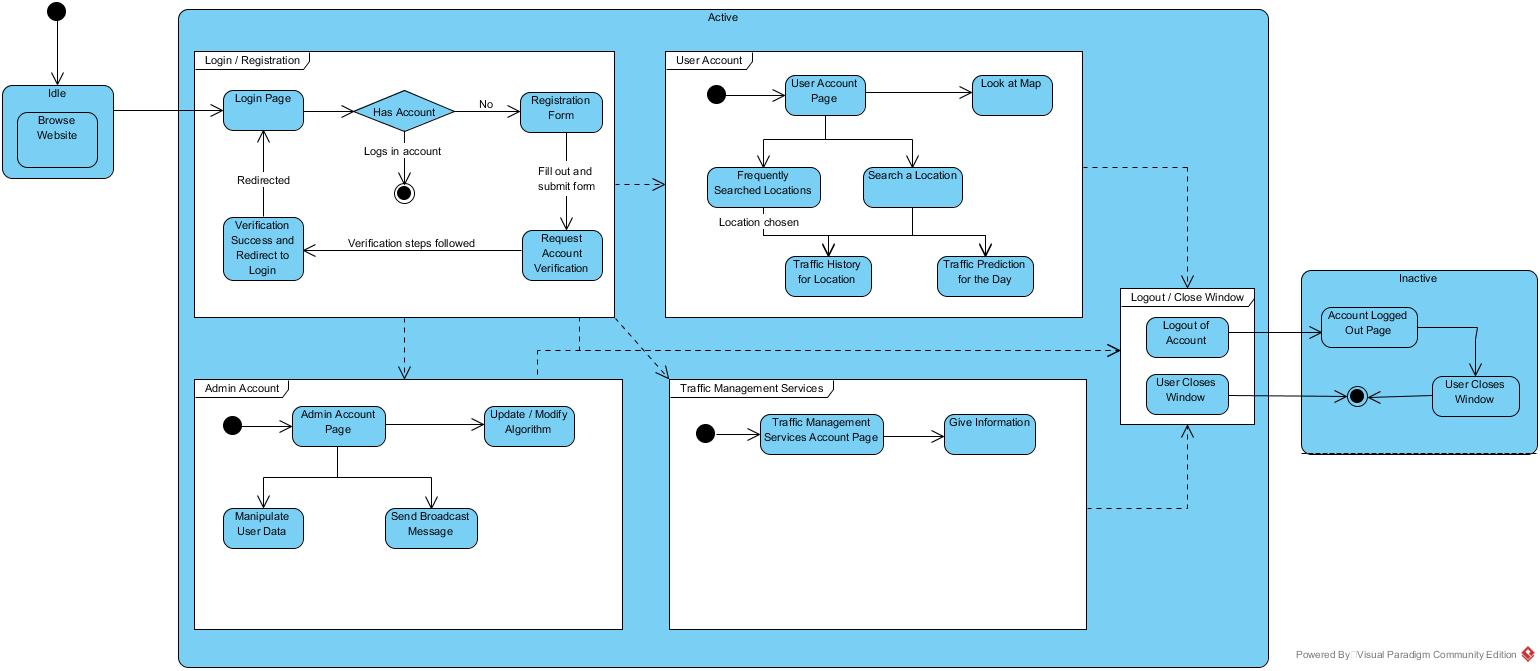 Active
Idle
Browse
Website
Login / Registration
Login Page
Has Account
No
Registration
Form
Logs in account
Fill out and
submit form
Redirected
Verification
Success and
Redirect to
Login
Verification steps followed
Request
Account
Verification
User Account
User Account
Page
Look at Map
Frequently
Searched Locations
Search a Location
Location chosen
Traffic History
for Location
Traffic Prediction
for the Day
Logout / Close Window
Logout of
Account
User Closes
Window
Inactive
Account Logged
Out Page
User Closes
Window
Admin Account
Admin Account
Page
Update / Modify
Algorithm
Manipulate
User Data
Send Broadcast
Message
Traffic Management Services
Traffic Management
Services Account Page
Give Information
Powered By Visual Paradigm Community Edition